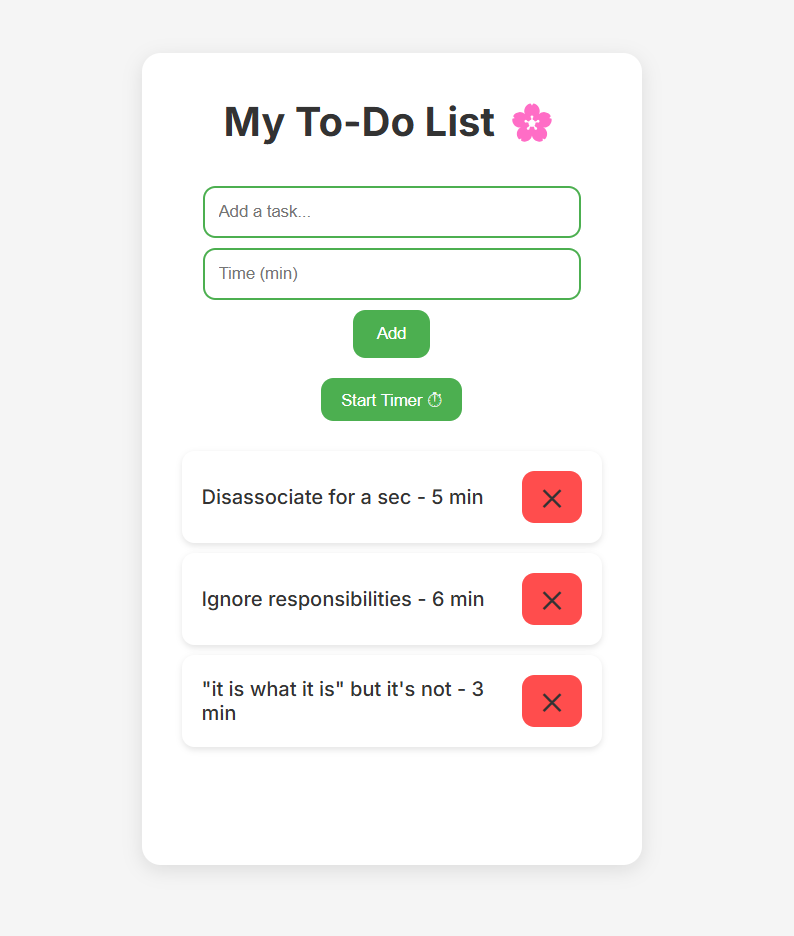 My To-Do List 🌸
Add a task...
Time (min)
Add
Start Timer ⏱
Disassociate for a sec - 5 min
Ignore responsibilities - 6 min
"it is what it is" but it's not - 3
min